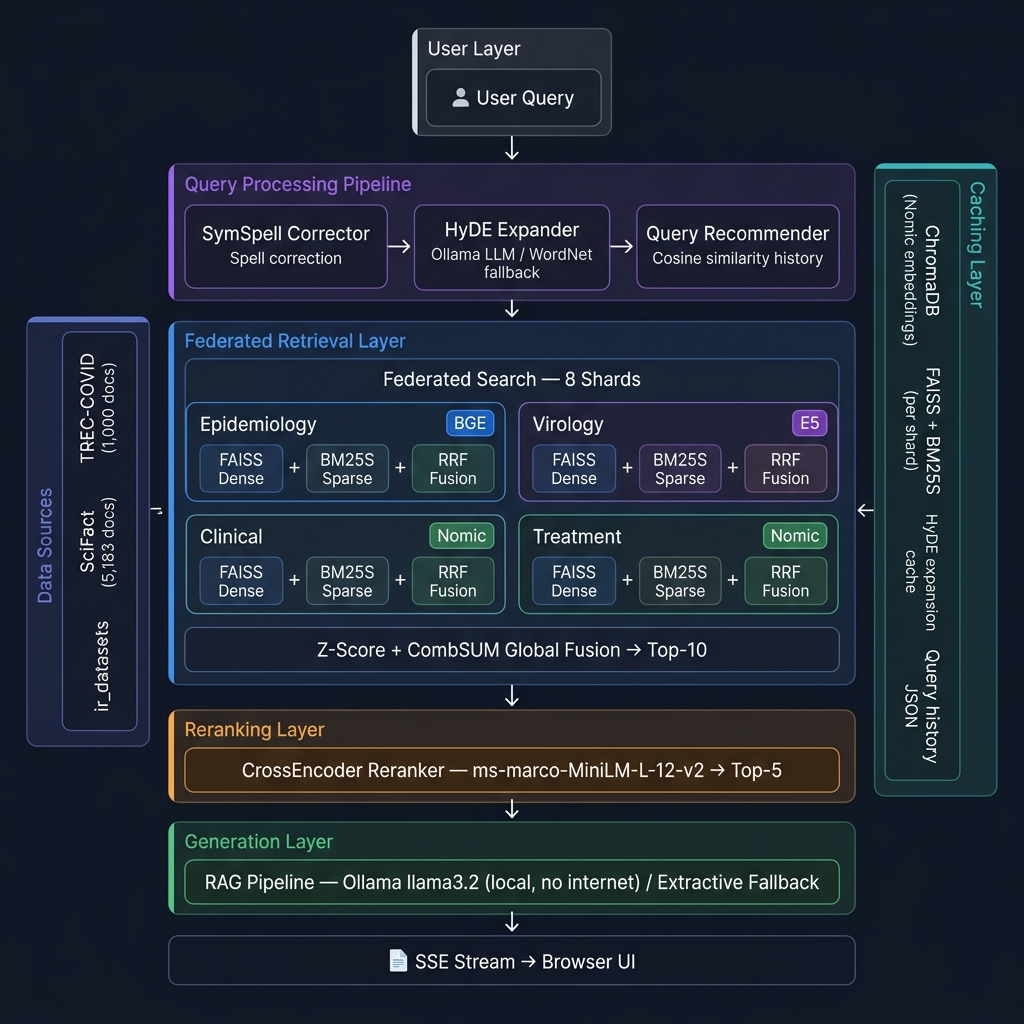 User Layer
User Query
Query Processing Pipeline
SymSpell Corrector
Spell correction
HyDE Expander
Ollama LLM / WordNet
fallback
Query Recommender
Cosine similarity history
Data Sources
TREC-COVID
(1,000 docs)
SciFact
(5,183 docs)
ir_datasets
Federated Retrieval Layer
Federated Search — 8 Shards
Epidemiology
BGE
FAISS
Dense
+
BM25S
Sparse
+
RRF
Fusion
Virology
E5
FAISS
Dense
+
BM25S
Sparse
+
RRF
Fusion
Clinical
Nomic
FAISS
Dense
+
BM25S
Sparse
+
RRF
Fusion
Treatment
Nomic
FAISS
Dense
+
BM25S
Sparse
+
RRF
Fusion
Z-Score + CombSUM Global Fusion → Top-10
Caching Layer
ChromaDB
(Nomic embeddings)
FAISS + BM25S
(per shard)
HyDE expansion
cache
Query history
JSON
Reranking Layer
CrossEncoder Reranker — ms-marco-MiniLM-L-12-v2 → Top-5
Generation Layer
RAG Pipeline — Ollama llama3.2 (local, no internet) / Extractive Fallback
SSE Stream → Browser UI